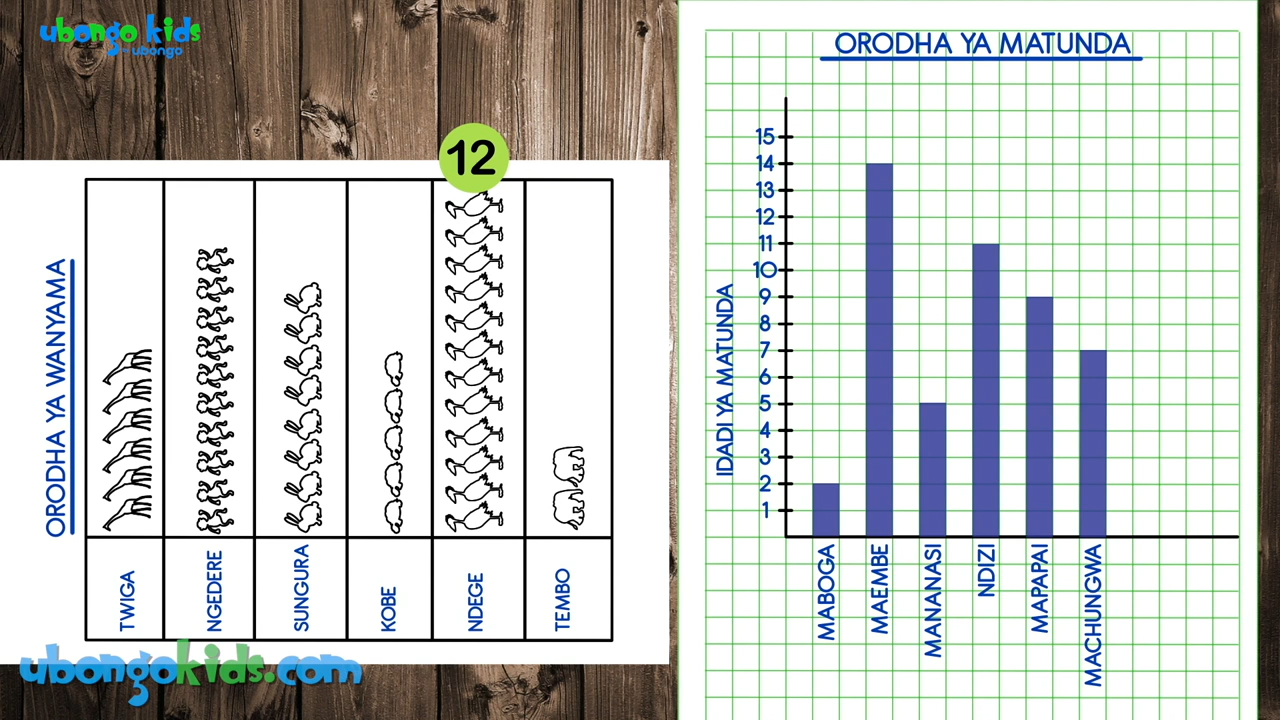 ubongo kids
by ubongo
ORODHA YA WANYAMA
12
TWIGA
NGEDERE
SUNGURA
KOBE
NDEGE
TEMBO
ubongokids.com
ORODHA YA MATUNDA
IDADI YA MATUNDA
15
14
13
12
11
10
9
8
7
6
5
4
3
2
1
MABOGA
MAEMBE
MANANASI
NDIZI
MAPAPAI
MACHUNGWA